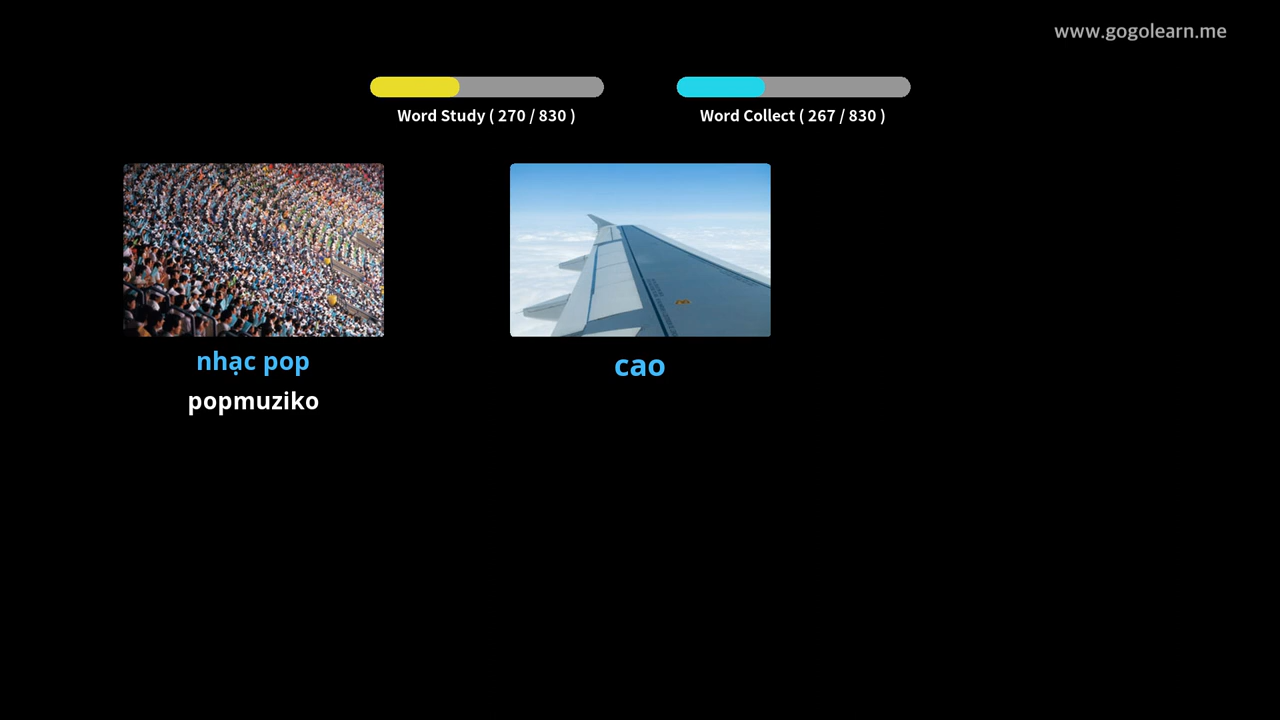 www.gogolearn.me
Word Study ( 270 / 830 )
Word Collect ( 267 / 830 )
nhạc pop
popmuziko
cao